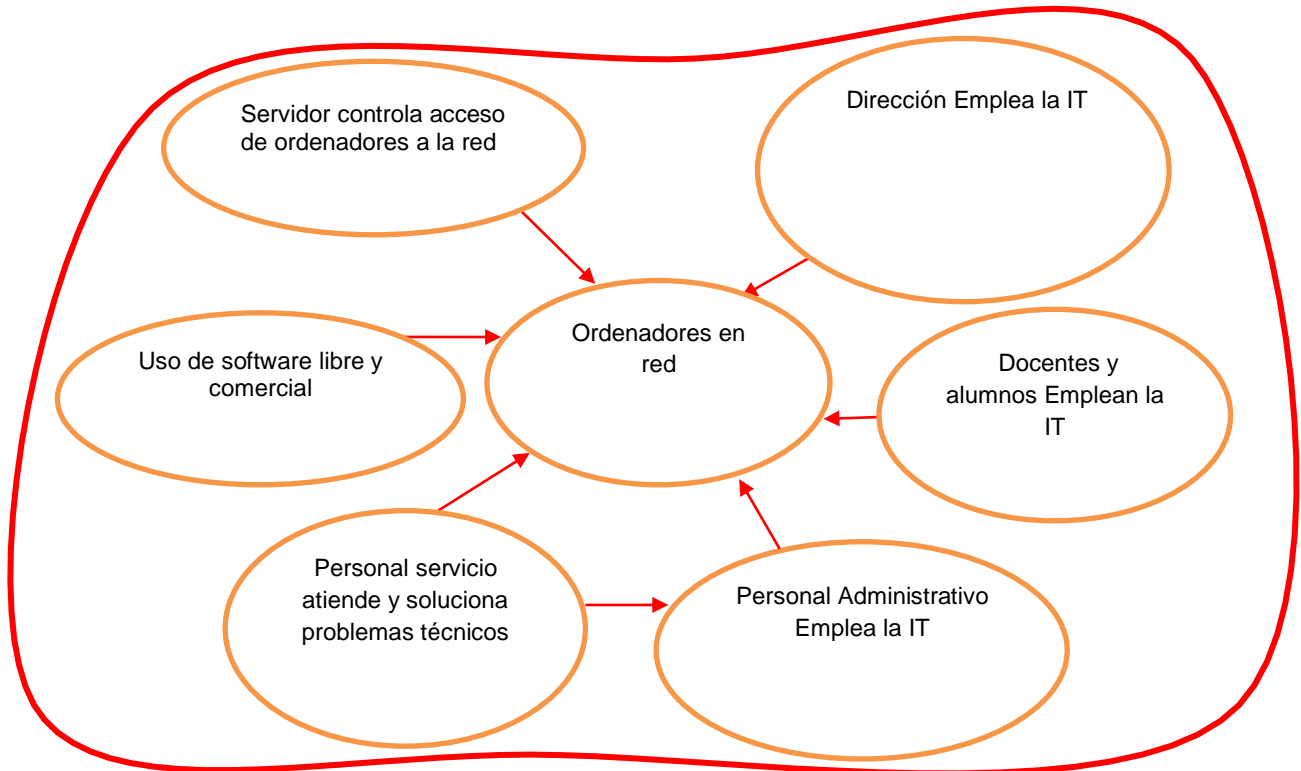 Servidor controla acceso
de ordenadores a la red
Dirección Emplea la IT
Ordenadores en
red
Uso de software libre y
comercial
Docentes y
alumnos Emplean la
IT
Personal servicio
atiende y soluciona
problemas técnicos
Personal Administrativo
Emplea la IT